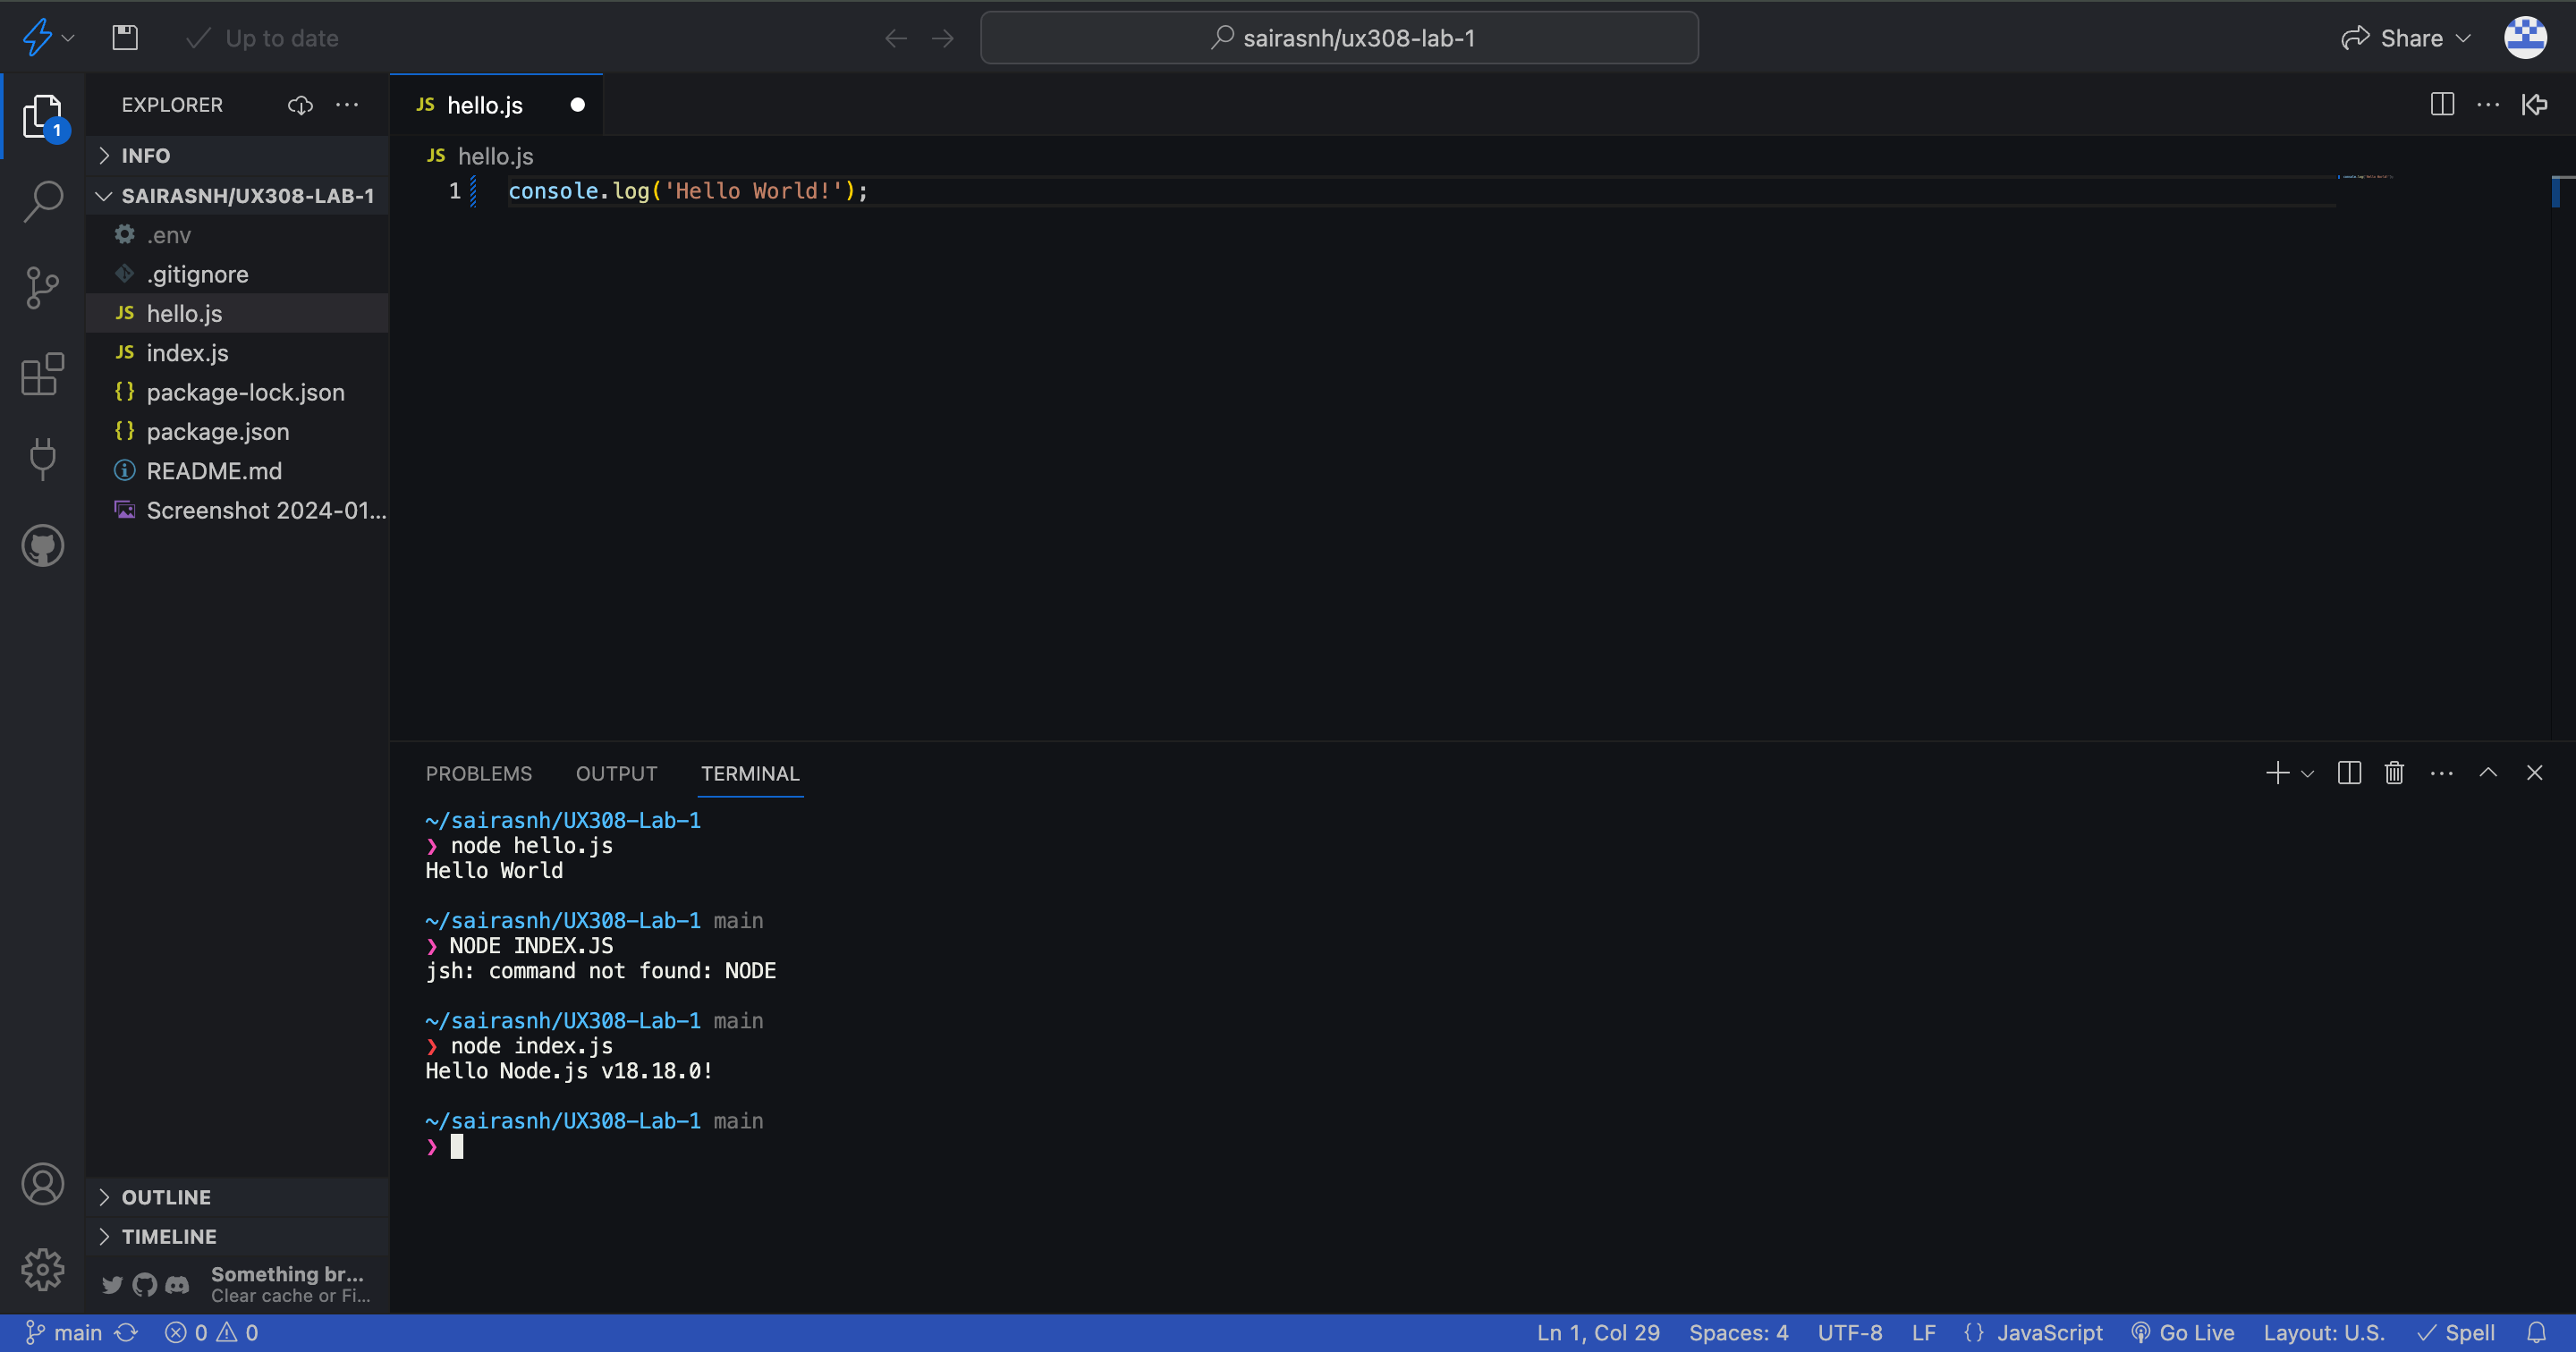 Up to date
sairasnh/ux308-lab-1
Share
1
EXPLORER
INFO
SAIRASNH/UX308-LAB-1
.env
.gitignore
JS hello.js
JS index.js
{} package-lock.json
{} package.json
README.md
Screenshot 2024-01...
OUTLINE
TIMELINE
Something br...
Clear cache or Fi...
JS hello.js
JS hello.js
1 console.log('Hello World!');
PROBLEMS OUTPUT TERMINAL
~/sairasnh/UX308-Lab-1
❯ node hello.js
Hello World
~/sairasnh/UX308-Lab-1 main
❯ NODE INDEX.JS
jsh: command not found: NODE
~/sairasnh/UX308-Lab-1 main
❯ node index.js
Hello Node.js v18.18.0!
~/sairasnh/UX308-Lab-1 main
❯
main 0 0 Ln 1, Col 29 Spaces: 4 UTF-8 LF {} JavaScript Go Live Layout: U.S. Spell